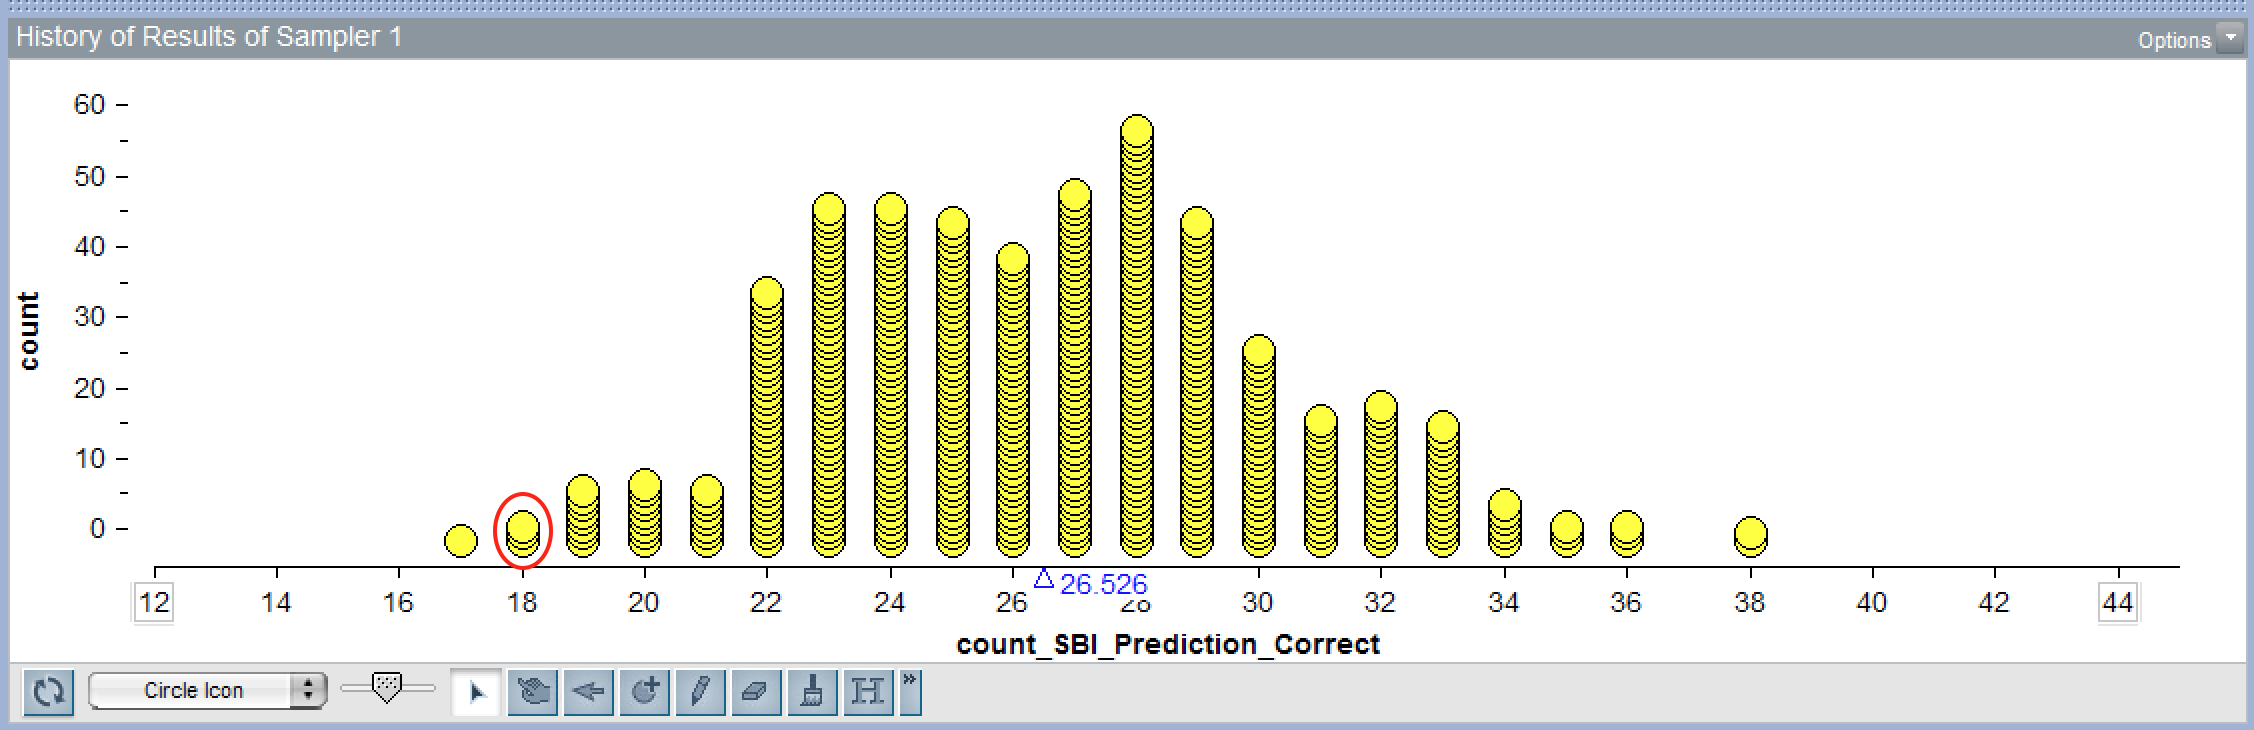 History of Results of Sampler 1
Options
60
50
40
30
20
10
0
count
12 14 16 18 20 22 24 26 28 30 32 34 36 38 40 42 44
26.526
count_SBI_Prediction_Correct
Circle Icon
H
»